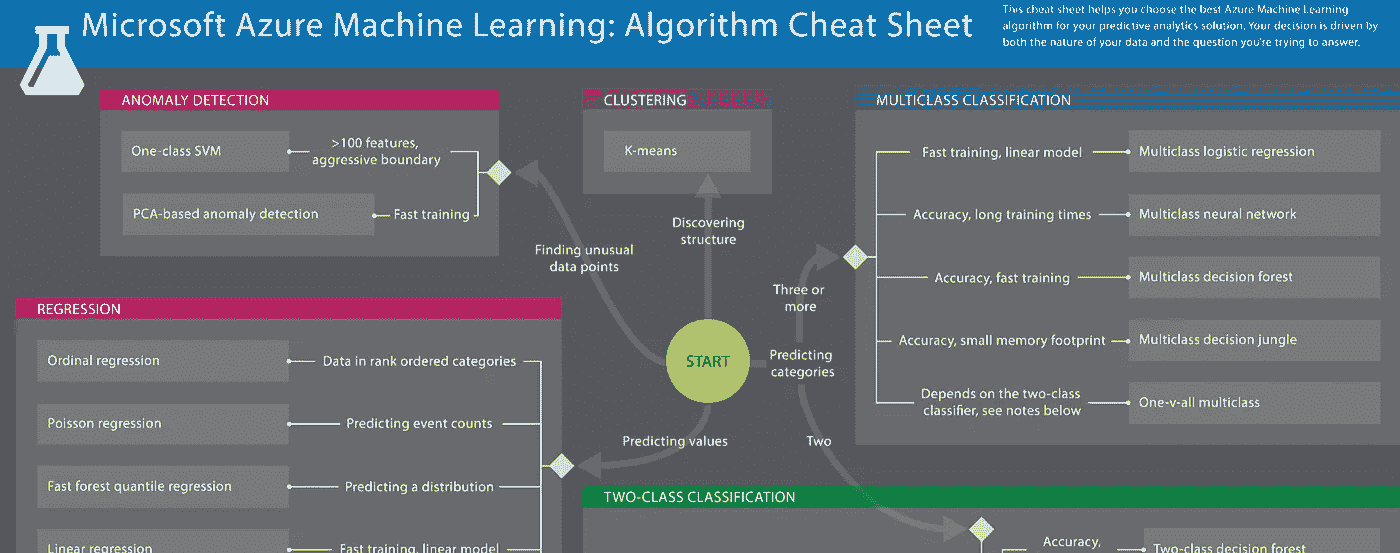 Microsoft Azure Machine Learning: Algorithm Cheat Sheet
This cheat sheet helps you choose the best Azure Machine Learning
algorithm for your predictive analytics solution. Your decision is driven by
both the nature of your data and the question you're trying to answer.
ANOMALY DETECTION
One-class SVM
>100 features,
aggressive boundary
PCA-based anomaly detection
Fast training
CLUSTERING
K-means
Discovering
structure
Finding unusual
data points
START
Predicting
categories
Three or
more
Two
Predicting values
MULTICLASS CLASSIFICATION
Fast training, linear model
Multiclass logistic regression
Accuracy, long training times
Multiclass neural network
Accuracy, fast training
Multiclass decision forest
Accuracy, small memory footprint
Multiclass decision jungle
Depends on the two-class
classifier, see notes below
One-v-all multiclass
REGRESSION
Ordinal regression
Data in rank ordered categories
Poisson regression
Predicting event counts
Fast forest quantile regression
Predicting a distribution
Linear regression
Fast training, linear model
TWO-CLASS CLASSIFICATION
Accuracy,
Two-class decision forest